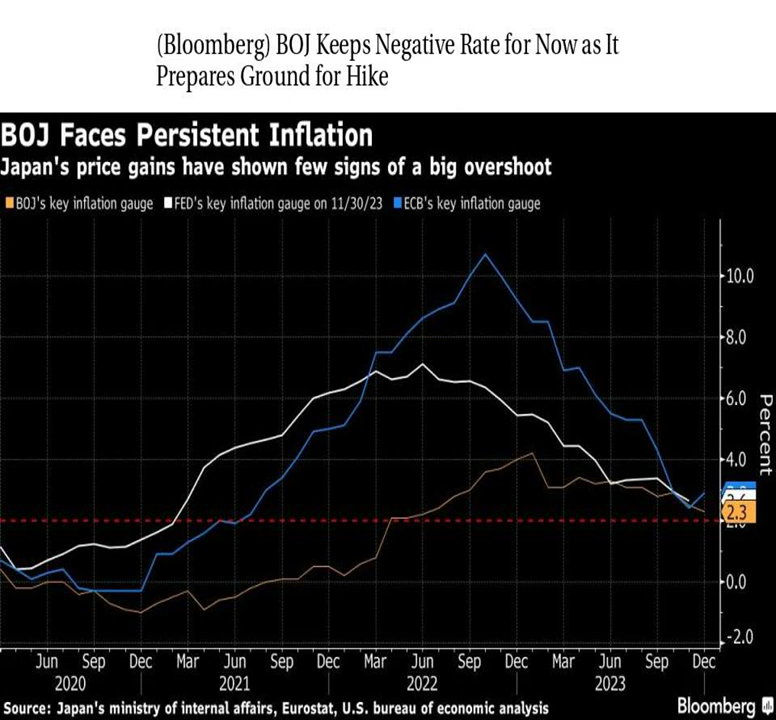 (Bloomberg) BOJ Keeps Negative Rate for Now as It
Prepares Ground for Hike
BOJ Faces Persistent Inflation
Japan's price gains have shown few signs of a big overshoot
BOJ's key inflation gauge FED's key inflation gauge on 11/30/23 ECB's key inflation gauge
10.0
8.0
6.0
4.0
2.3
0.0
-2.0
Percent
Jun Sep Dec Mar Jun Sep Dec Mar Jun Sep Dec Mar Jun Sep Dec
2020 2021 2022 2023
Source: Japan's ministry of internal affairs, Eurostat, U.S. bureau of economic analysis
Bloomberg